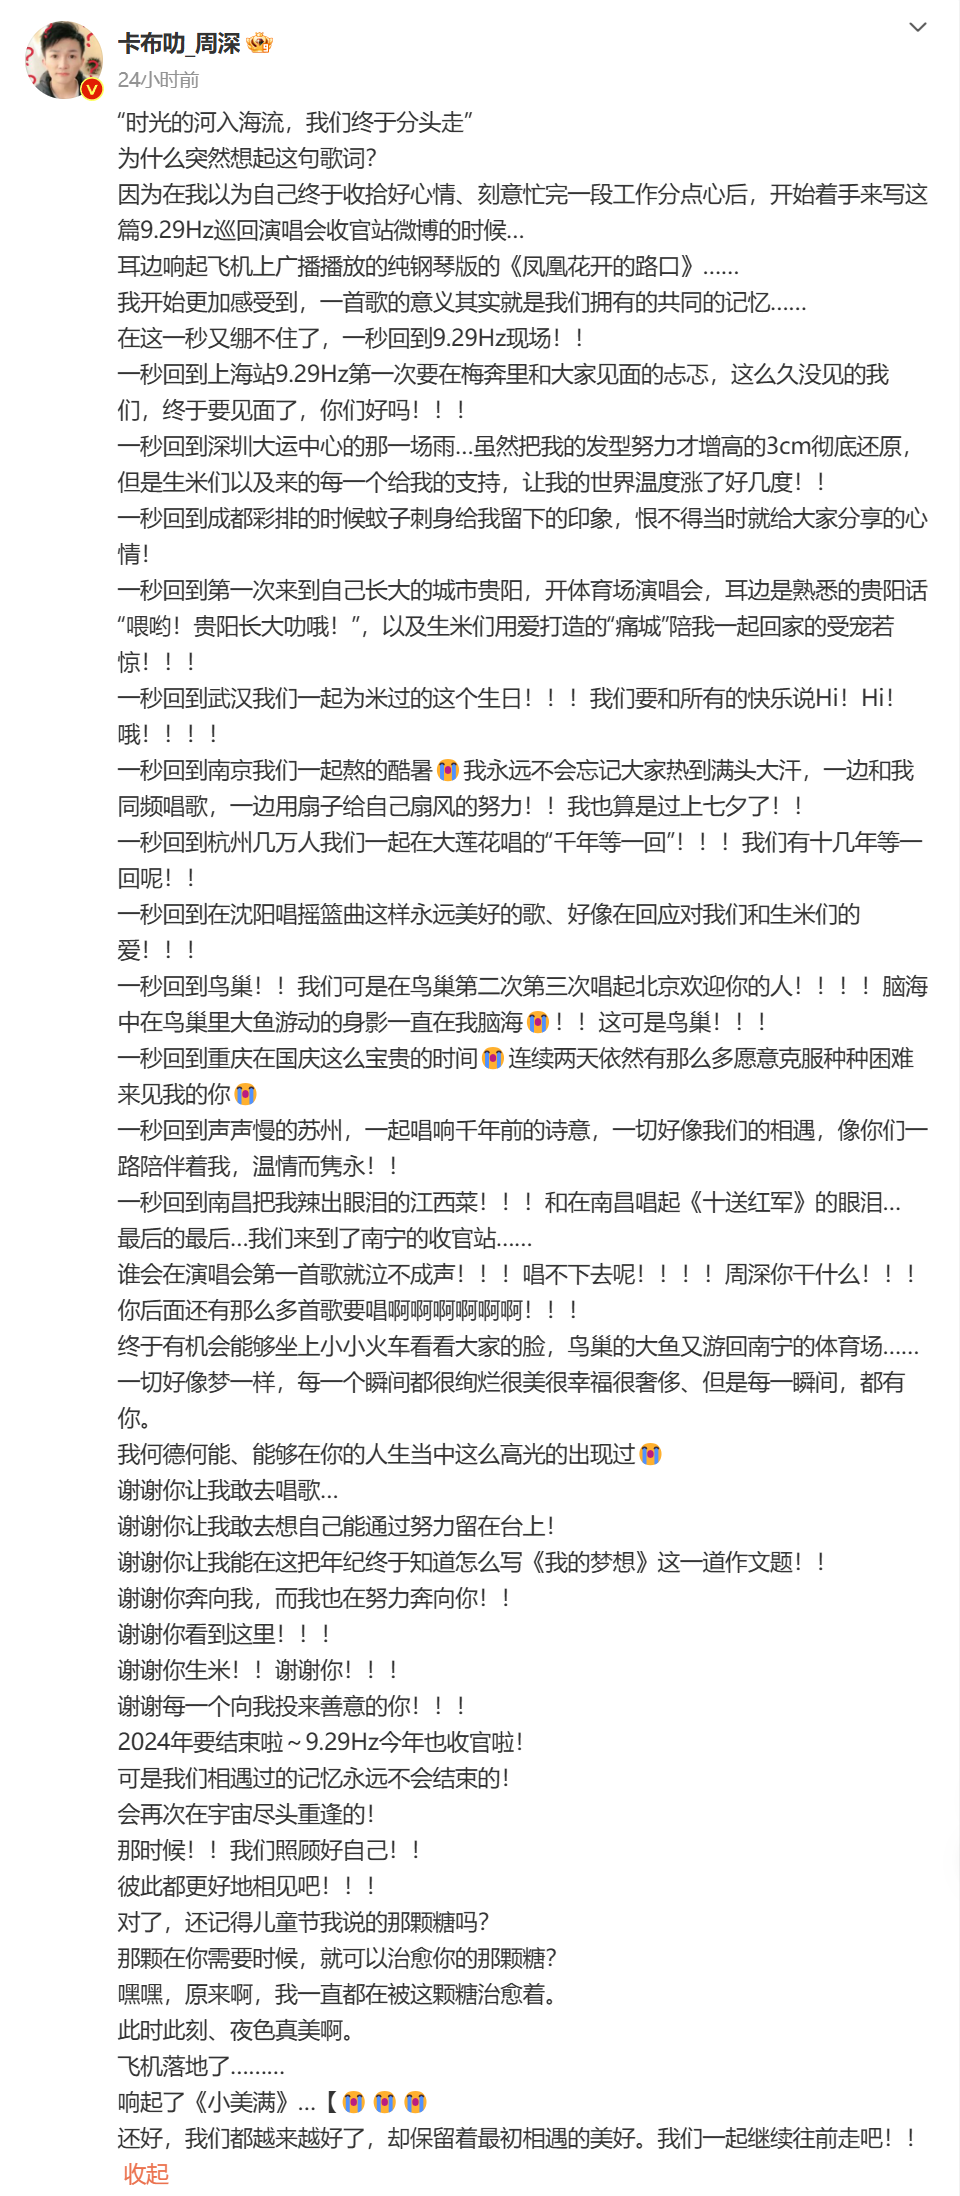 卡布叻_周深
24小时前
“时光的河入海流，我们终于分头走”
为什么突然想起这句歌词？
因为在我以为自己终于收拾好心情、刻意忙完一段工作分点心后，开始着手来写这
篇9.29Hz巡回演唱会收官站微博的时候...
耳边响起飞机上广播播放的纯钢琴版的《凤凰花开的路口》……
我开始更加感受到，一首歌的意义其实就是我们拥有的共同的记忆……
在这一秒又绷不住了，一秒回到9.29Hz现场！！
一秒回到上海站9.29Hz第一次要在梅奔里和大家见面的忐忑，这么久没见的我
们，终于要见面了，你们好吗！！！
一秒回到深圳大运中心的那一场雨...虽然把我的发型努力才增高的3cm彻底还原，
但是生米们以及来的每一个给我的支持，让我的世界温度涨了好几度！！
一秒回到成都彩排的时候蚊子刺身给我留下的印象，恨不得当时就给大家分享的心
情！
一秒回到第一次来到自己长大的城市贵阳，开体育场演唱会，耳边是熟悉的贵阳话
“喂哟！贵阳长大叻哦！”，以及生米们用爱打造的“痛城”陪我一起回家的受宠若
惊！！！
一秒回到武汉我们一起为米过的这个生日！！！我们要和所有的快乐说Hi！Hi！
哦！！！！
一秒回到南京我们一起熬的酷暑😭我永远不会忘记大家热到满头大汗，一边和我
同频唱歌，一边用扇子给自己扇风的努力！！我也算是过上七夕了！！
一秒回到杭州几万人我们一起在大莲花唱的“千年等一回”！！！我们有十几年等一
回呢！！
一秒回到在沈阳唱摇篮曲这样永远美好的歌、好像在回应对我们和生米们的
爱！！！
一秒回到鸟巢！！我们可是在鸟巢第二次第三次唱起北京欢迎你的人！！！！脑海
中在鸟巢里大鱼游动的身影一直在我脑海😭！！这可是鸟巢！！！
一秒回到重庆在国庆这么宝贵的时间😭连续两天依然有那么多愿意克服种种困难
来见我的你😭
一秒回到声声慢的苏州，一起唱响千年前的诗意，一切好像我们的相遇，像你们一
路陪伴着我，温情而隽永！！
一秒回到南昌把我辣出眼泪的江西菜！！！和在南昌唱起《十送红军》的眼泪...
最后的最后...我们来到了南宁的收官站……
谁会在演唱会第一首歌就泣不成声！！！唱不下去呢！！！！周深你干什么！！！
你后面还有那么多首歌要唱啊啊啊啊啊啊！！！
终于有机会能够坐上小小火车看看大家的脸，鸟巢的大鱼又游回南宁的体育场……
一切好像梦一样，每一个瞬间都很绚烂很美很幸福很奢侈、但是每一瞬间，都有
你。
我何德何能、能够在你的人生当中这么高光的出现过😭
谢谢你让我敢去唱歌...
谢谢你让我敢去想自己能通过努力留在台上！
谢谢你让我能在这把年纪终于知道怎么写《我的梦想》这一道作文题！！
谢谢你奔向我，而我也在努力奔向你！！
谢谢你看到这里！！！
谢谢你生米！！谢谢你！！！
谢谢每一个向我投来善意的你！！！
2024年要结束啦～9.29Hz今年也收官啦！
可是我们相遇过的记忆永远不会结束的！
会再次在宇宙尽头重逢的！
那时候！！我们照顾好自己！！
彼此都更好地相见吧！！！
对了，还记得儿童节我说的那颗糖吗？
那颗在你需要时候，就可以治愈你的那颗糖？
嘿嘿，原来啊，我一直都在被这颗糖治愈着。
此时此刻、夜色真美啊。
飞机落地了………
响起了《小美满》...【😭😭😭
还好，我们都越来越好了，却保留着最初相遇的美好。我们一起继续往前走吧！！
收起